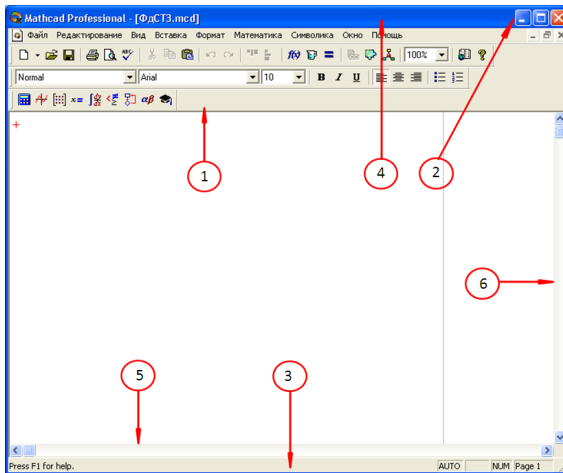 Mathcad Professional - [ФдСТЗ.mcd]
Файл Редактирование Вид Вставка Формат Математика Символика Окно Помощь
f(x) = 100% ?
Normal Arial 10 B I U
x= αβ
1 4 2
6
5 3
Press F1 for help. AUTO NUM Page 1